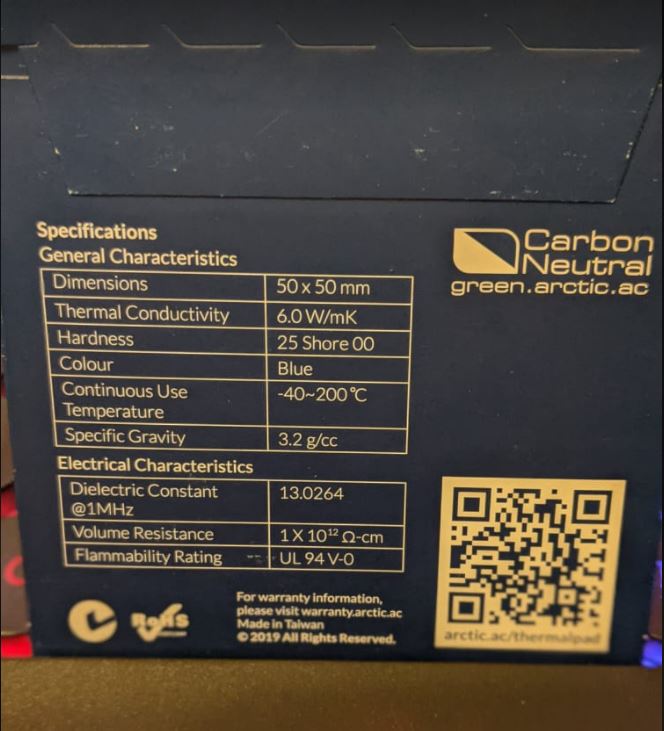 Specifications
General Characteristics
Dimensions 50 x 50 mm
Thermal Conductivity 6.0 W/mK
Hardness 25 Shore 00
Colour Blue
Continuous Use Temperature -40~200 °C
Specific Gravity 3.2 g/cc
Electrical Characteristics
Dielectric Constant @1MHz 13.0264
Volume Resistance 1 X 10¹² Ω-cm
Flammability Rating UL 94 V-0
Carbon
Neutral
green.arctic.ac
RoHS
For warranty information,
please visit warranty.arctic.ac
Made in Taiwan
© 2019 All Rights Reserved.
arctic.ac/thermalpad